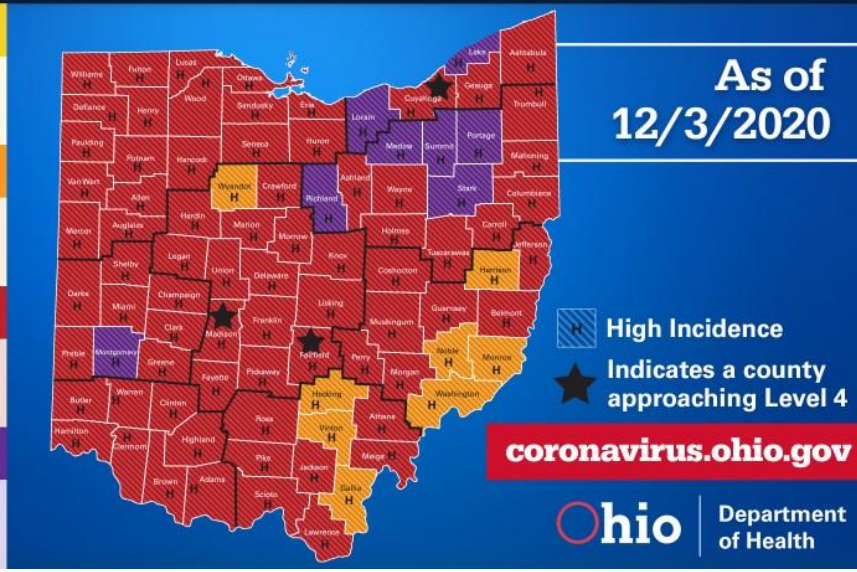 As of
12/3/2020
Lake
Ashtabula
H
H
Williams
Fulton
Lucas
Ottawa
Cuyahoga
Geauga
H
H
H
H
H
H
Defiance
Henry
Wood
Sandusky
Erie
Lorain
Trumbull
H
H
H
H
H
Paulding
Putnam
Hancock
Seneca
Huron
Medina
Summit
Portage
Mahoning
H
H
H
H
H
H
H
H
H
Van Wert
Allen
Wyandot
Crawford
Richland
Ashland
Wayne
Stark
Columbiana
H
H
H
H
H
H
H
H
H
Mercer
Auglaize
Hardin
Marion
Morrow
Holmes
Carroll
Jefferson
H
H
H
H
H
H
H
H
Shelby
Logan
Union
Delaware
Knox
Coshocton
Tuscarawas
Harrison
H
H
H
H
H
H
H
H
Darke
Miami
Champaign
Madison
Franklin
Licking
Muskingum
Guernsey
Belmont
H
H
H
H
H
H
H
H
H
Clark
H
Preble
Montgomery
Greene
Fayette
Pickaway
Fairfield
Perry
Morgan
Noble
Monroe
H
H
H
H
H
H
H
H
H
H
Butler
Warren
Clinton
Ross
Hocking
Athens
Washington
H
H
H
H
H
H
H
Hamilton
Clermont
Highland
Pike
Vinton
Meigs
H
H
H
H
H
H
Brown
Adams
Scioto
Jackson
Gallia
H
H
H
H
H
Lawrence
H
H High Incidence
Indicates a county
approaching Level 4
coronavirus.ohio.gov
Ohio
Department
of Health